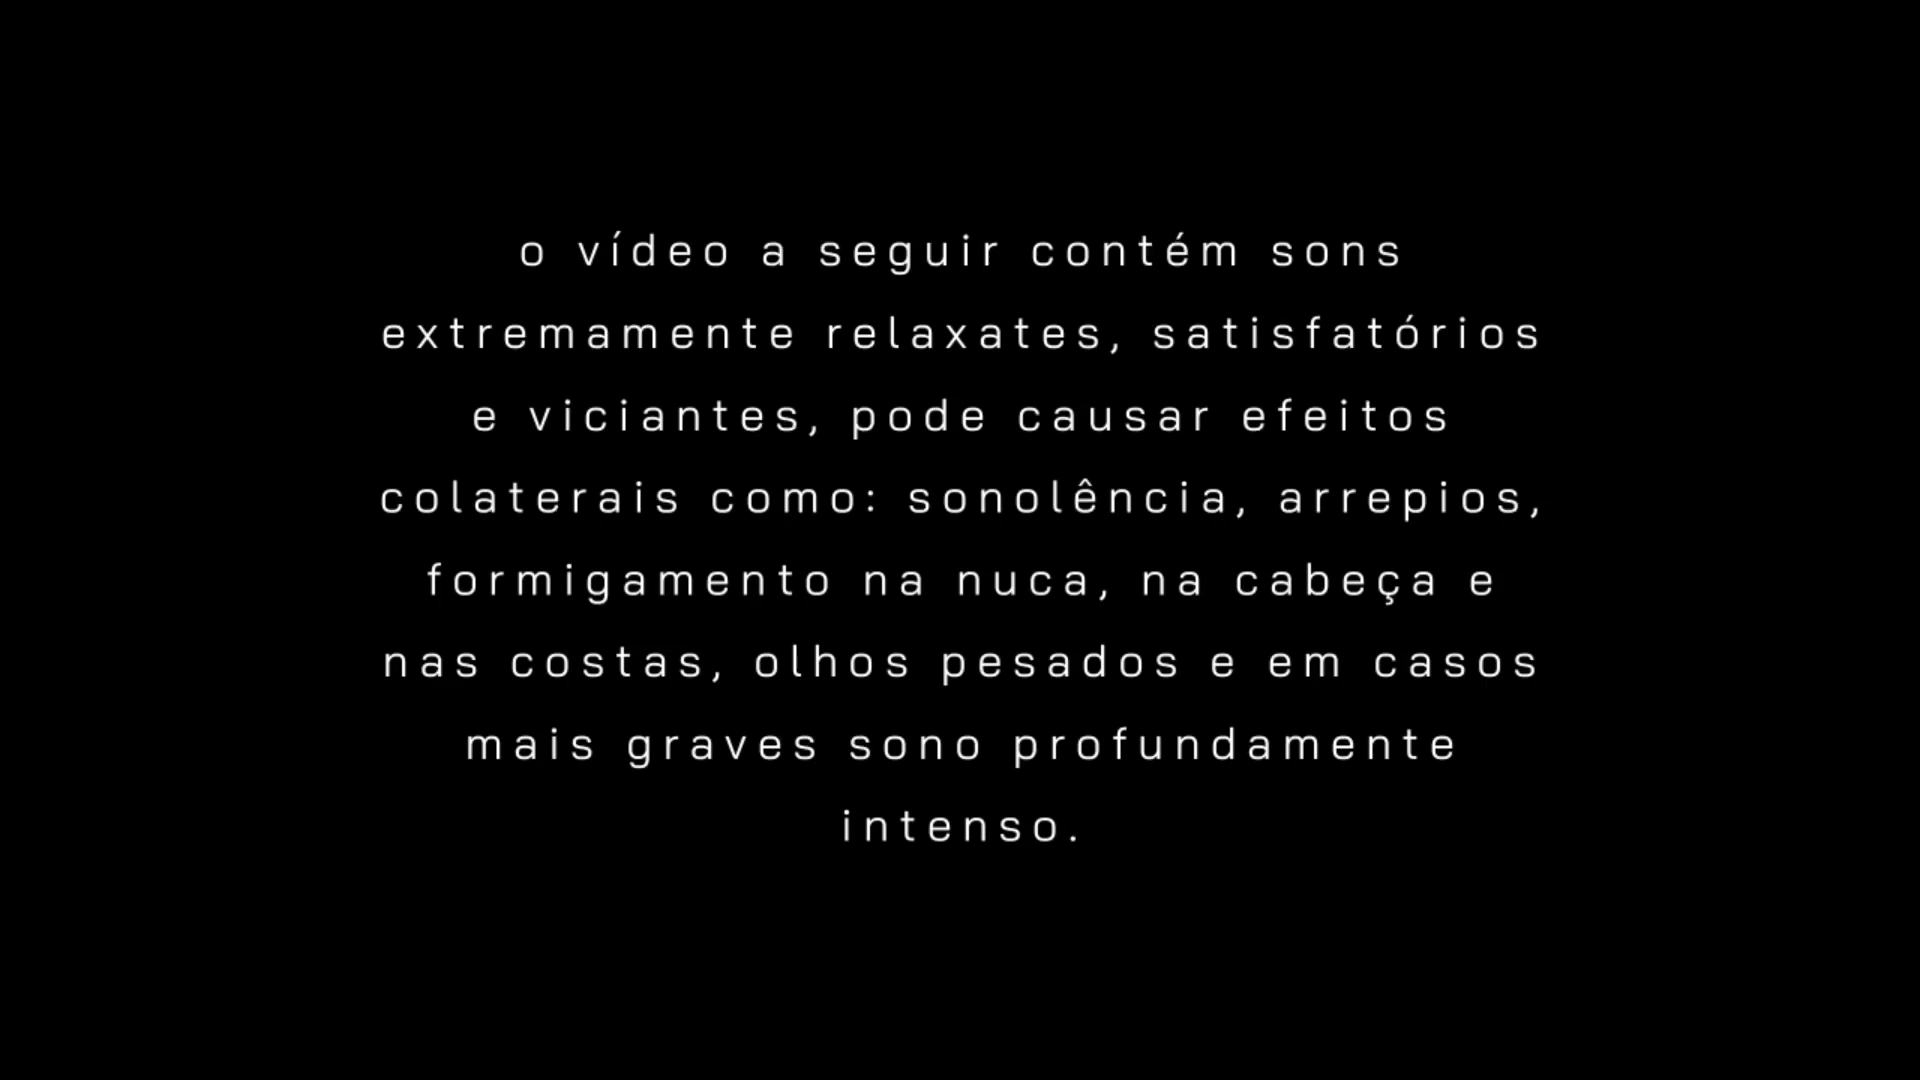 o vídeo a seguir contém sons
extremamente relaxates, satisfatórios
e viciantes, pode causar efeitos
colaterais como: sonolência, arrepios,
formigamento na nuca, na cabeça e
nas costas, olhos pesados e em casos
mais graves sono profundamente
intenso.